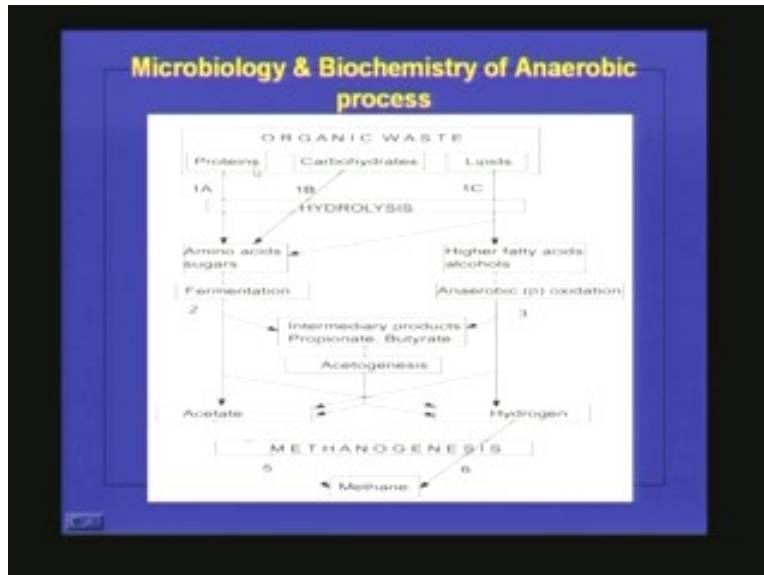 Microbiology & Biochemistry of Anaerobic
process
ORGANIC WASTE
Proteins Carbohydrates Lipids
1A 1B 1C
HYDROLYSIS
Amino acids Higher fatty acids
sugars alcohols
Fermentation Anaerobic (p) oxidation
2 3
Intermediary products
Propionate. Butyrate
Acetogenesis
Acetate Hydrogen
METHANOGENESIS
5 6
Methane